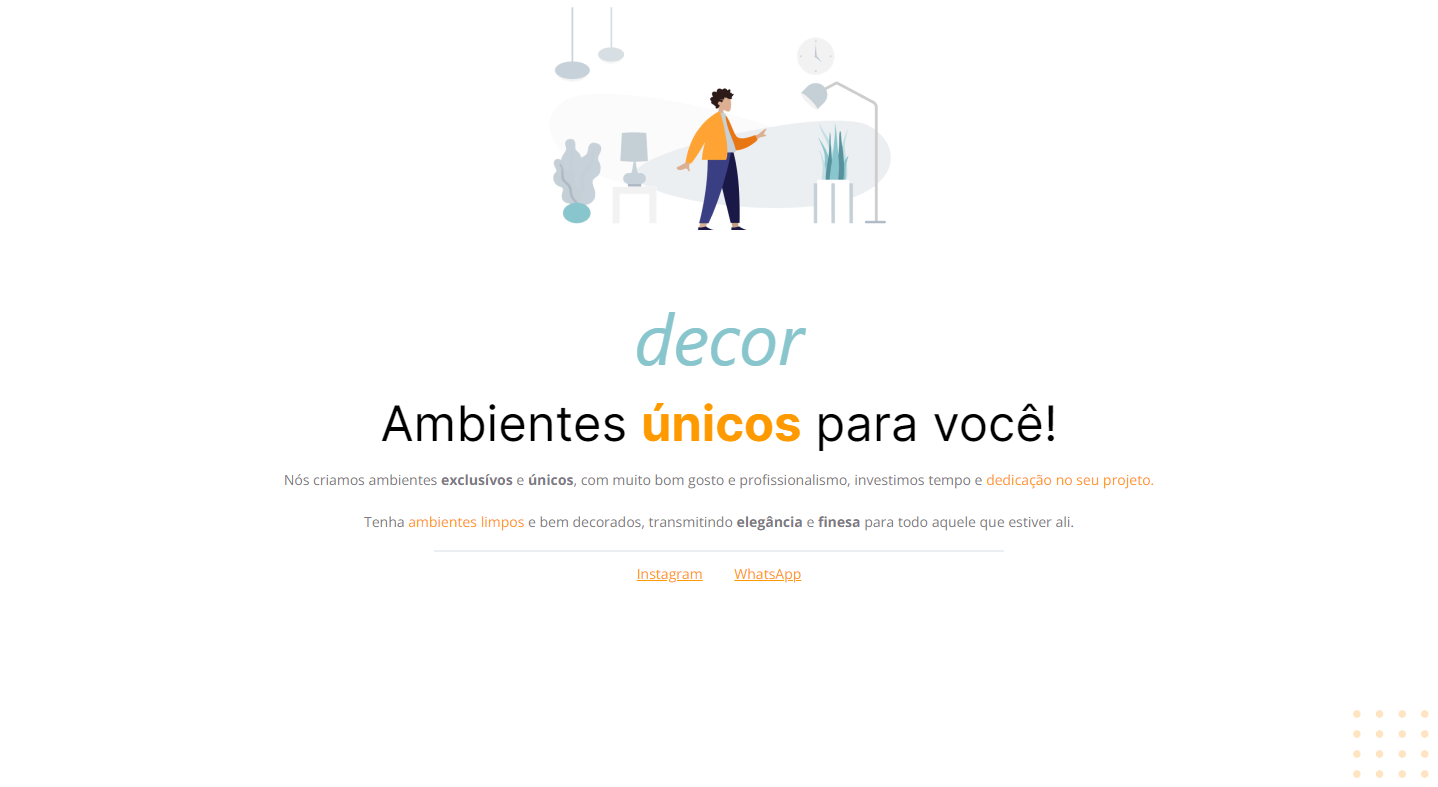 decor
Ambientes únicos para você!
Nós criamos ambientes exclusívos e únicos, com muito bom gosto e profissionalismo, investimos tempo e dedicação no seu projeto.
Tenha ambientes limpos e bem decorados, transmitindo elegância e finesa para todo aquele que estiver ali.
Instagram WhatsApp